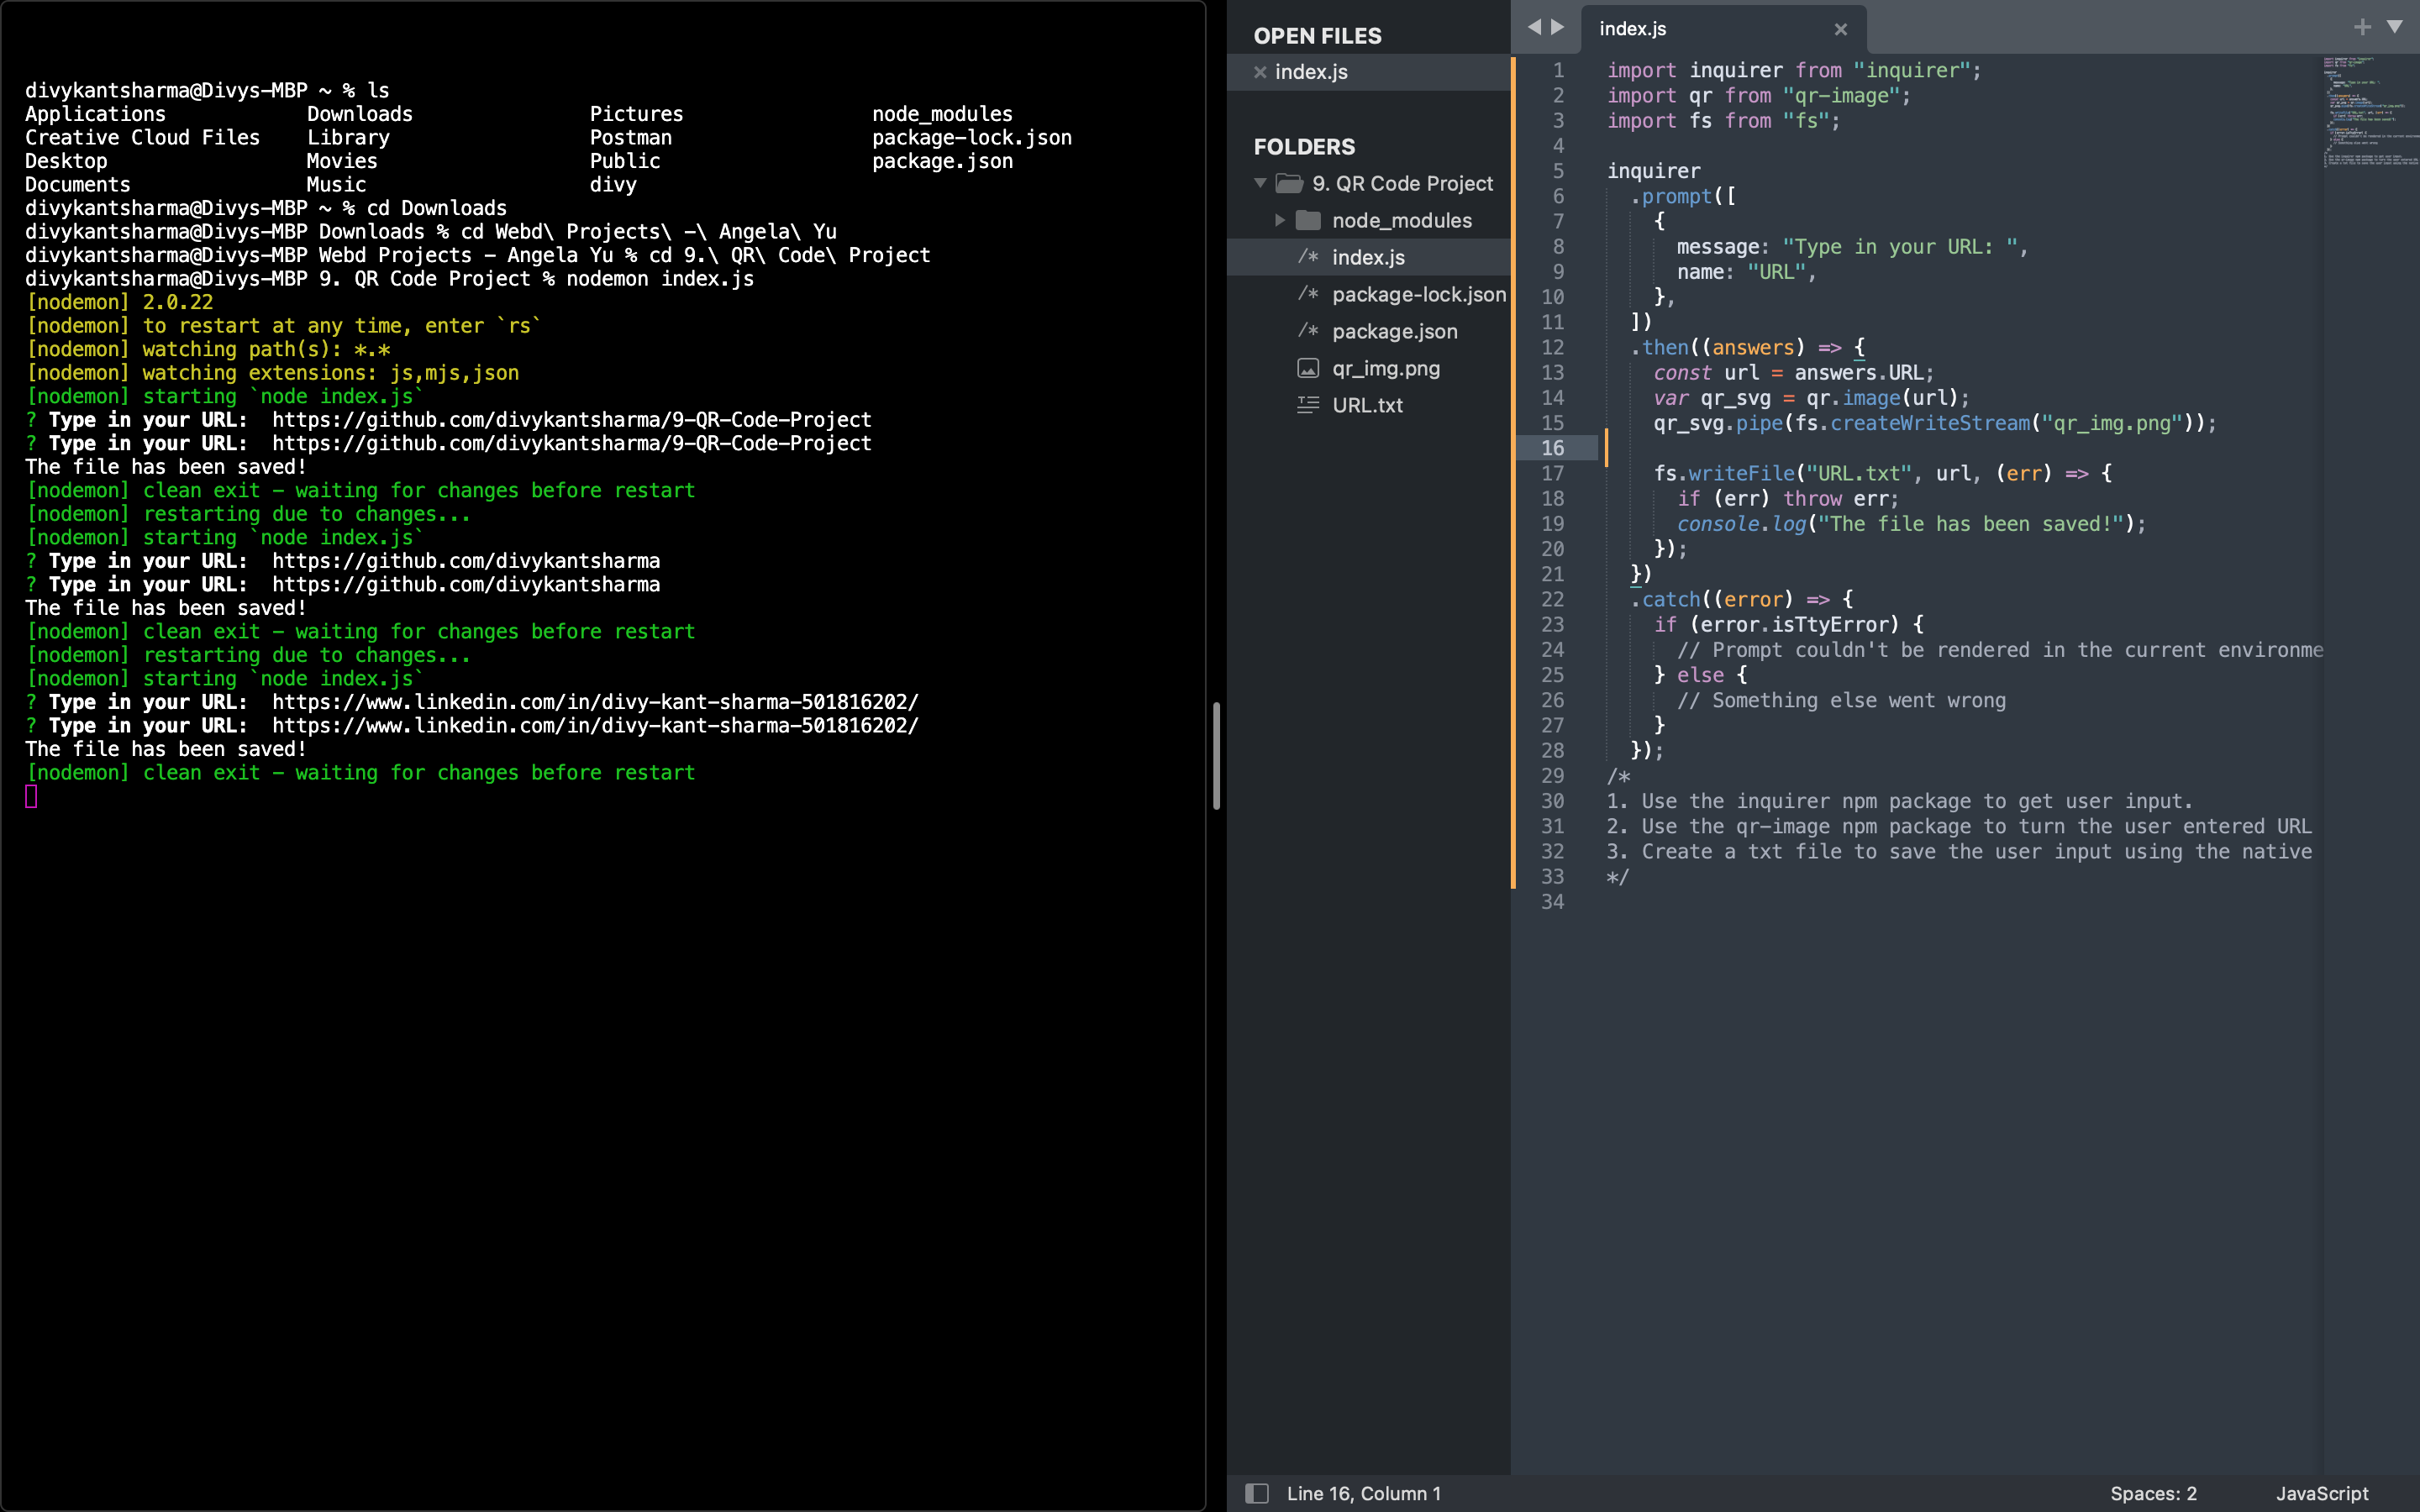 divykantsharma@Divys-MBP ~ % ls
Applications Downloads Pictures node_modules
Creative Cloud Files Library Postman package-lock.json
Desktop Movies Public package.json
Documents Music divy
divykantsharma@Divys-MBP ~ % cd Downloads
divykantsharma@Divys-MBP Downloads % cd Webd\ Projects\ -\ Angela\ Yu
divykantsharma@Divys-MBP Webd Projects - Angela Yu % cd 9.\ QR\ Code\ Project
divykantsharma@Divys-MBP 9. QR Code Project % nodemon index.js
[nodemon] 2.0.22
[nodemon] to restart at any time, enter `rs`
[nodemon] watching path(s): *.*
[nodemon] watching extensions: js,mjs,json
[nodemon] starting `node index.js`
? Type in your URL:  https://github.com/divykantsharma/9-QR-Code-Project
? Type in your URL:  https://github.com/divykantsharma/9-QR-Code-Project
The file has been saved!
[nodemon] clean exit - waiting for changes before restart
[nodemon] restarting due to changes...
[nodemon] starting `node index.js`
? Type in your URL:  https://github.com/divykantsharma
? Type in your URL:  https://github.com/divykantsharma
The file has been saved!
[nodemon] clean exit - waiting for changes before restart
[nodemon] restarting due to changes...
[nodemon] starting `node index.js`
? Type in your URL:  https://www.linkedin.com/in/divy-kant-sharma-501816202/
? Type in your URL:  https://www.linkedin.com/in/divy-kant-sharma-501816202/
The file has been saved!
[nodemon] clean exit - waiting for changes before restart
OPEN FILES
index.js
FOLDERS
9. QR Code Project
node_modules
/* index.js
/* package-lock.json
/* package.json
qr_img.png
URL.txt
index.js
1 import inquirer from "inquirer";
2 import qr from "qr-image";
3 import fs from "fs";
4
5 inquirer
6   .prompt([
7     {
8       message: "Type in your URL: ",
9       name: "URL",
10     },
11   ])
12   .then((answers) => {
13     const url = answers.URL;
14     var qr_svg = qr.image(url);
15     qr_svg.pipe(fs.createWriteStream("qr_img.png"));
16
17     fs.writeFile("URL.txt", url, (err) => {
18       if (err) throw err;
19       console.log("The file has been saved!");
20     });
21   })
22   .catch((error) => {
23     if (error.isTtyError) {
24       // Prompt couldn't be rendered in the current environme
25     } else {
26       // Something else went wrong
27     }
28   });
29 /*
30 1. Use the inquirer npm package to get user input.
31 2. Use the qr-image npm package to turn the user entered URL
32 3. Create a txt file to save the user input using the native
33 */
34
Line 16, Column 1
Spaces: 2
JavaScript